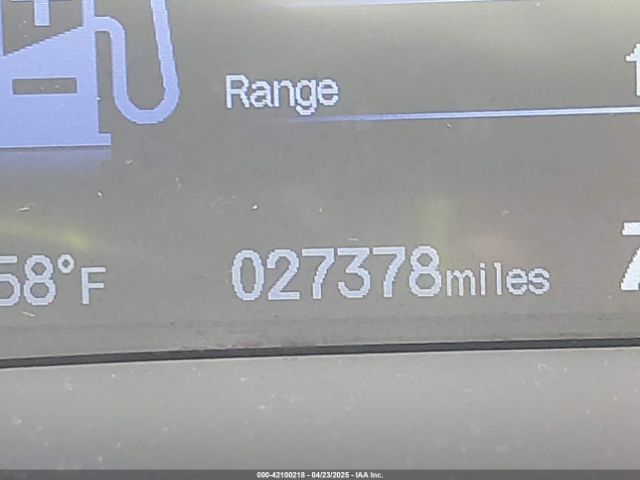 Range
58°F 027378miles
000-42100218 - 04/23/2025 - IAA Inc.